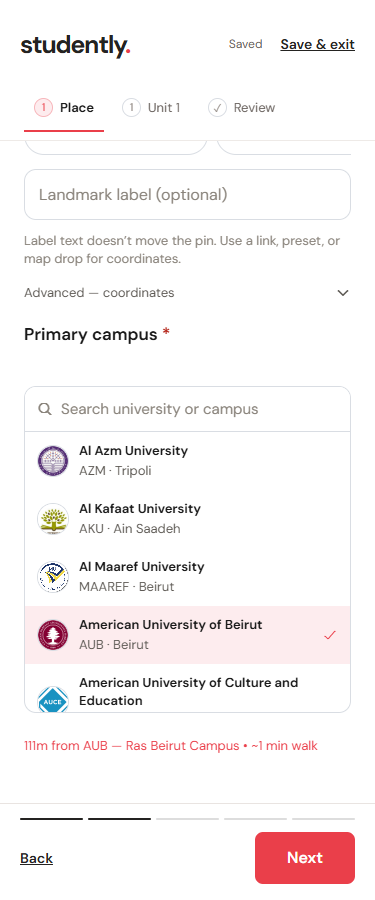 studently.
Saved
Save & exit
1 Place
1 Unit 1
✓ Review
Landmark label (optional)
Label text doesn't move the pin. Use a link, preset, or
map drop for coordinates.
Advanced — coordinates
Primary campus *
Search university or campus
Al Azm University
AZM · Tripoli
Al Kafaat University
AKU · Ain Saadeh
MU
Al Maaref University
MAAREF · Beirut
American University of Beirut
AUB · Beirut
American University of Culture and
Education
AUCE
111m from AUB — Ras Beirut Campus • ~1 min walk
Back
Next